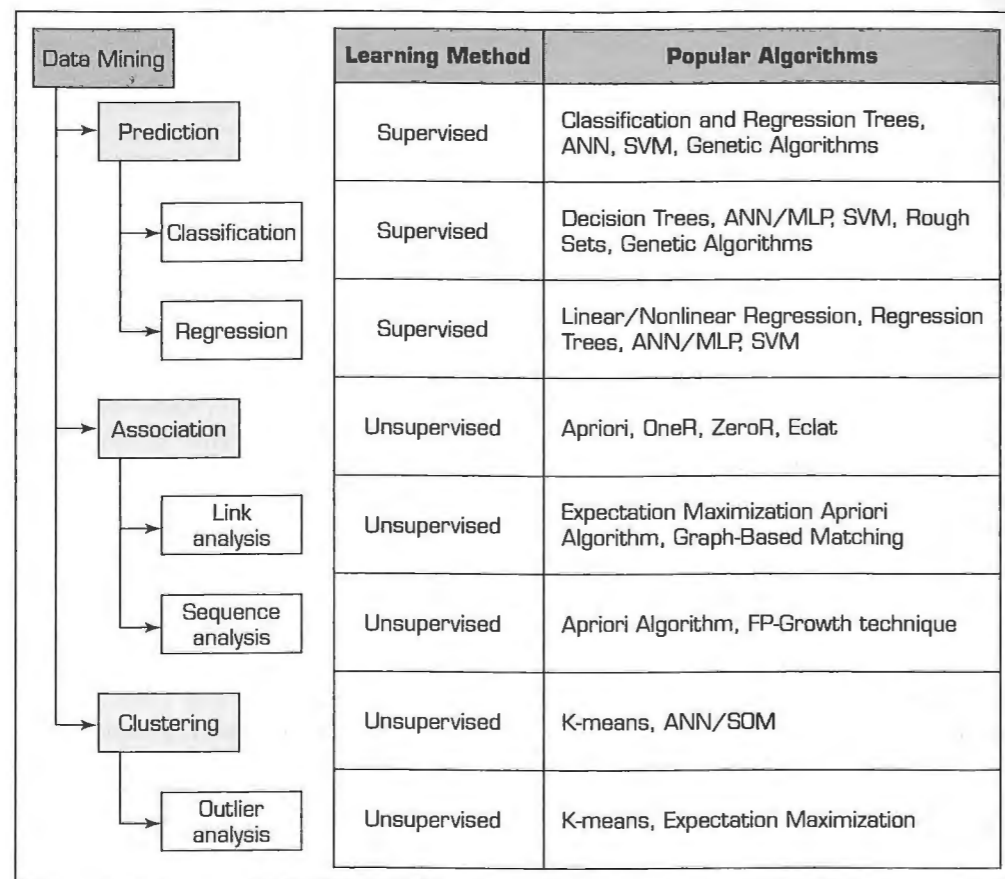 Data Mining
Learning Method
Popular Algorithms
Prediction
Supervised
Classification and Regression Trees,
ANN, SVM, Genetic Algorithms
Classification
Supervised
Decision Trees, ANN/MLP, SVM, Rough
Sets, Genetic Algorithms
Regression
Supervised
Linear/Nonlinear Regression, Regression
Trees, ANN/MLP, SVM
Association
Unsupervised
Apriori, OneR, ZeroR, Eclat
Link
analysis
Unsupervised
Expectation Maximization Apriori
Algorithm, Graph-Based Matching
Sequence
analysis
Unsupervised
Apriori Algorithm, FP-Growth technique
Clustering
Unsupervised
K-means, ANN/SOM
Outlier
analysis
Unsupervised
K-means, Expectation Maximization